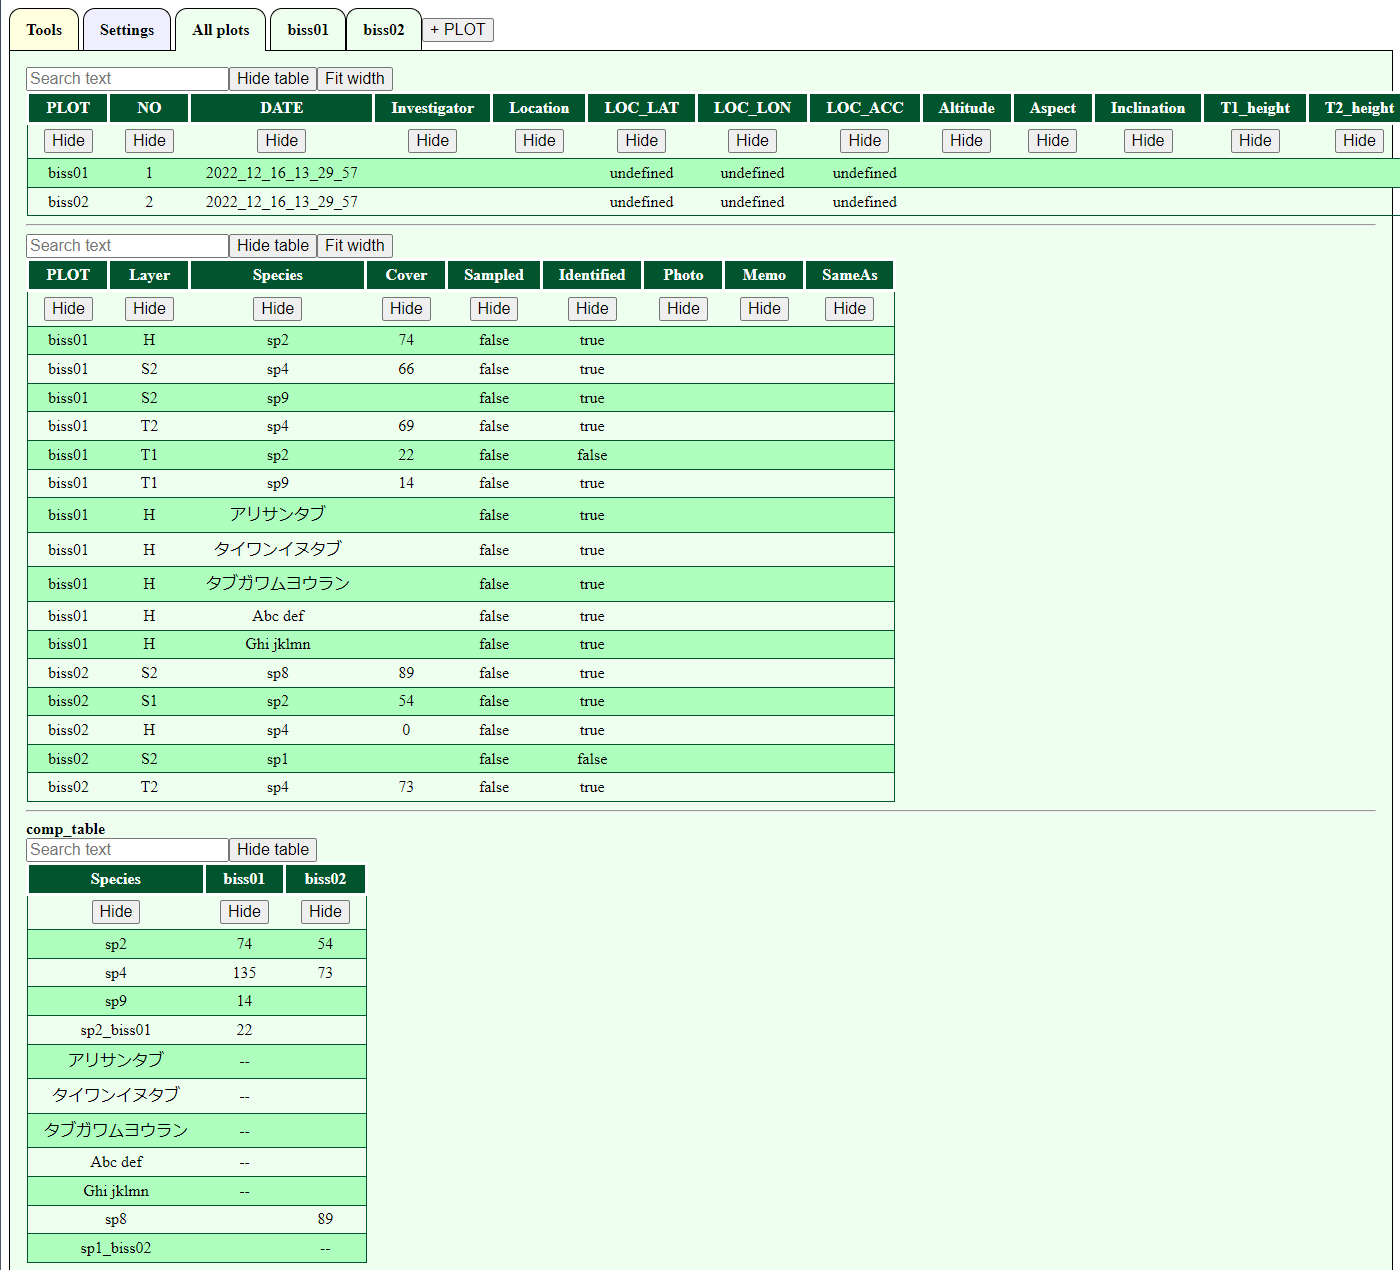 Tools Settings All plots biss01 biss02 + PLOT
Search text Hide table Fit width
PLOT NO DATE Investigator Location LOC_LAT LOC_LON LOC_ACC Altitude Aspect Inclination T1_height T2_height
Hide Hide Hide Hide Hide Hide Hide Hide Hide Hide Hide Hide Hide
biss01 1 2022_12_16_13_29_57 undefined undefined undefined
biss02 2 2022_12_16_13_29_57 undefined undefined undefined
Search text Hide table Fit width
PLOT Layer Species Cover Sampled Identified Photo Memo SameAs
Hide Hide Hide Hide Hide Hide Hide Hide Hide
biss01 H sp2 74 false true
biss01 S2 sp4 66 false true
biss01 S2 sp9 false true
biss01 T2 sp4 69 false true
biss01 T1 sp2 22 false false
biss01 T1 sp9 14 false true
biss01 H アリサンタブ false true
biss01 H タイワンイヌタブ false true
biss01 H タブガワムヨウラン false true
biss01 H Abc def false true
biss01 H Ghi jklmn false true
biss02 S2 sp8 89 false true
biss02 S1 sp2 54 false true
biss02 H sp4 0 false true
biss02 S2 sp1 false false
biss02 T2 sp4 73 false true
comp_table
Search text Hide table
Species biss01 biss02
Hide Hide Hide
sp2 74 54
sp4 135 73
sp9 14
sp2_biss01 22
アリサンタブ --
タイワンイヌタブ --
タブガワムヨウラン --
Abc def --
Ghi jklmn --
sp8 89
sp1_biss02 --